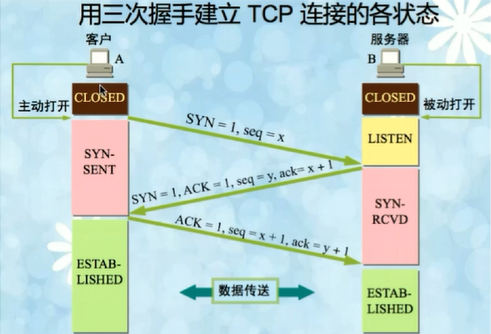 用三次握手建立 TCP 连接的各状态
客户
服务器
A
B
主动打开
CLOSED
CLOSED
被动打开
SYN = 1, seq = x
LISTEN
SYN-
SENT
SYN = 1, ACK = 1, seq = y, ack= x + 1
SYN-
RCVD
ACK = 1, seq = x + 1, ack = y + 1
ESTAB-
LISHED
数据传送
ESTAB-
LISHED